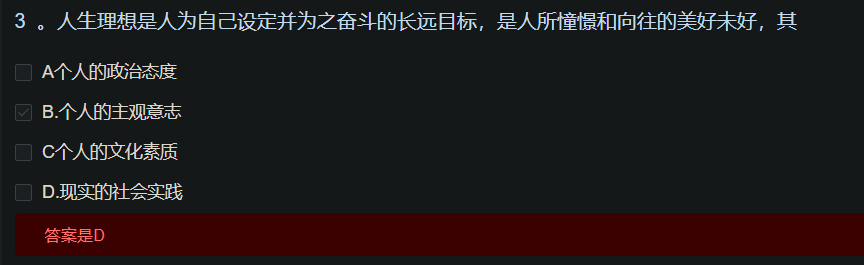 3 。人生理想是人为自己设定并为之奋斗的长远目标，是人所憧憬和向往的美好未好，其
A个人的政治态度
B.个人的主观意志
C个人的文化素质
D.现实的社会实践
答案是D